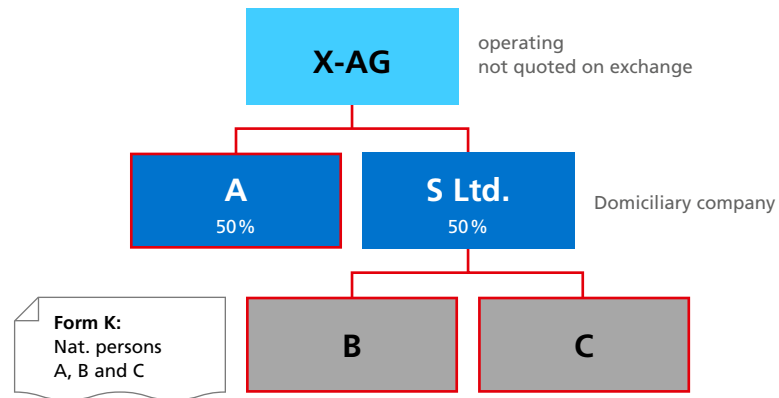 X-AG
operating
not quoted on exchange
A
50%
S Ltd.
50%
Domiciliary company
Form K:
Nat. persons
A, B and C
B
C